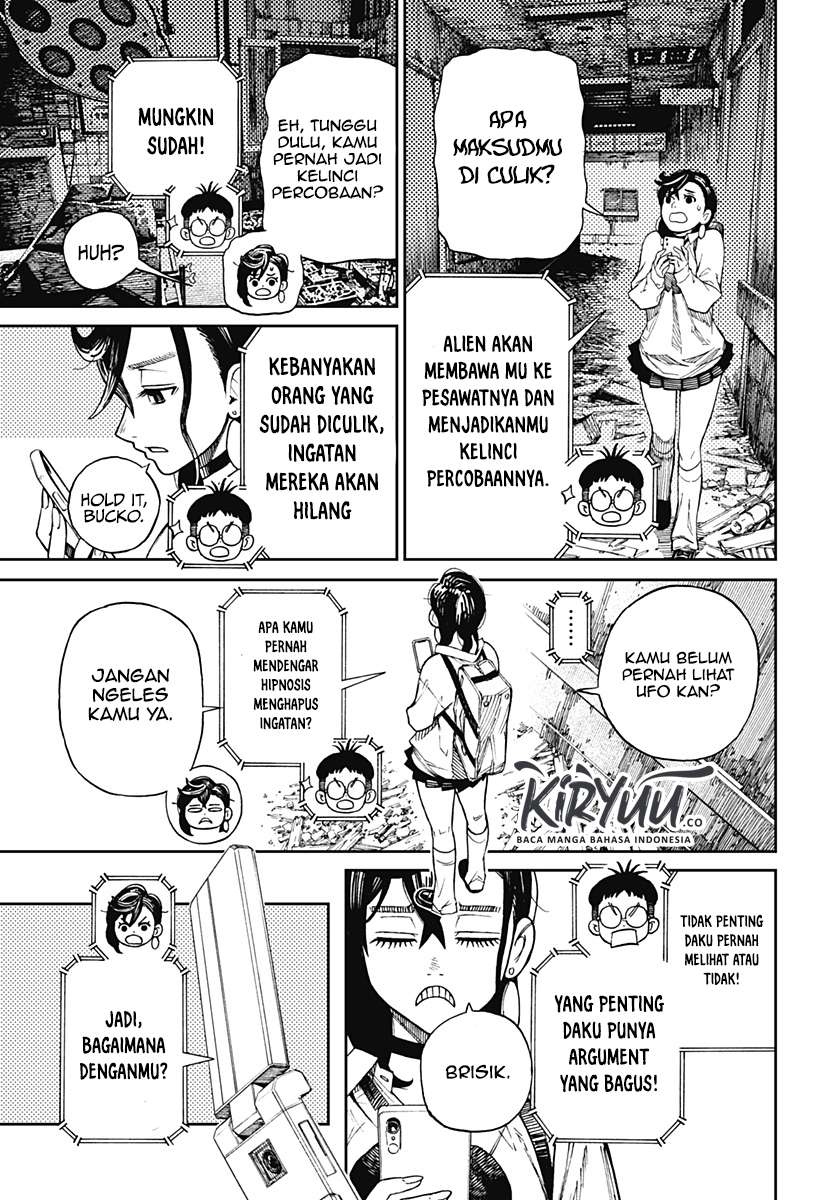 APA
MAKSUDMU
DI CULIK?
ALIEN AKAN
MEMBAWA MU KE
PESAWATNYA DAN
MENJADIKANMU
KELINCI
PERCOBAANNYA.
EH, TUNGGU
DULU, KAMU
PERNAH JADI
KELINCI
PERCOBAAN?
MUNGKIN
SUDAH!
HUH?
KEBANYAKAN
ORANG YANG
SUDAH DICULIK,
INGATAN
MEREKA AKAN
HILANG
HOLD IT,
BUCKO.
KAMU BELUM
PERNAH LIHAT
UFO KAN?
......
APA KAMU
PERNAH
MENDENGAR
HIPNOSIS
MENGHAPUS
INGATAN?
JANGAN
NGELES
KAMU YA.
KIRYUU.CO
BACA MANGA BAHASA INDONESIA
TIDAK PENTING
DAKU PERNAH
MELIHAT ATAU
TIDAK!
YANG PENTING
DAKU PUNYA
ARGUMENT
YANG BAGUS!
BRISIK.
JADI,
BAGAIMANA
DENGANMU?